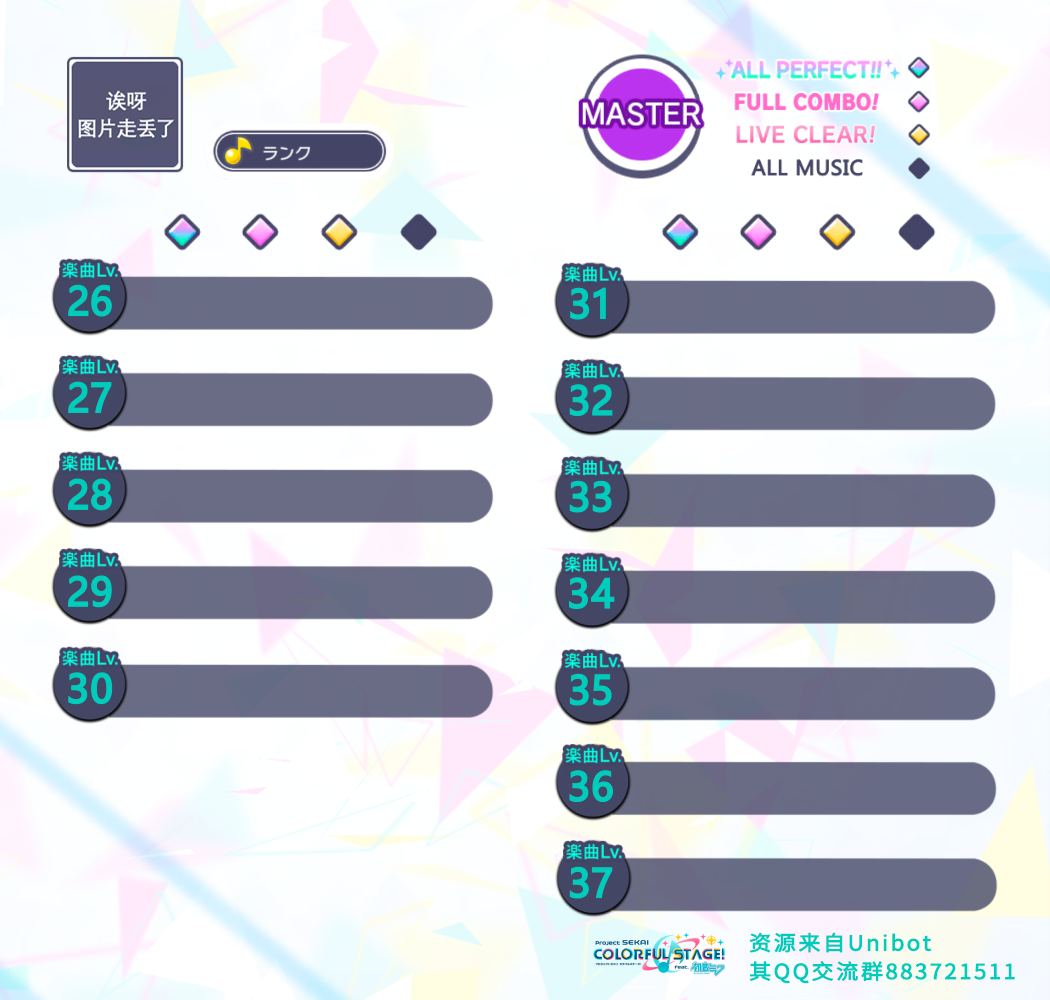 诶呀
图片走丢了
ランク
MASTER
ALL PERFECT!!
FULL COMBO!
LIVE CLEAR!
ALL MUSIC
楽曲Lv.
26
楽曲Lv.
27
楽曲Lv.
28
楽曲Lv.
29
楽曲Lv.
30
楽曲Lv.
31
楽曲Lv.
32
楽曲Lv.
33
楽曲Lv.
34
楽曲Lv.
35
楽曲Lv.
36
楽曲Lv.
37
Project SEKAI
COLORFUL STAGE!
feat. 初音ミク
资源来自Unibot
其QQ交流群883721511